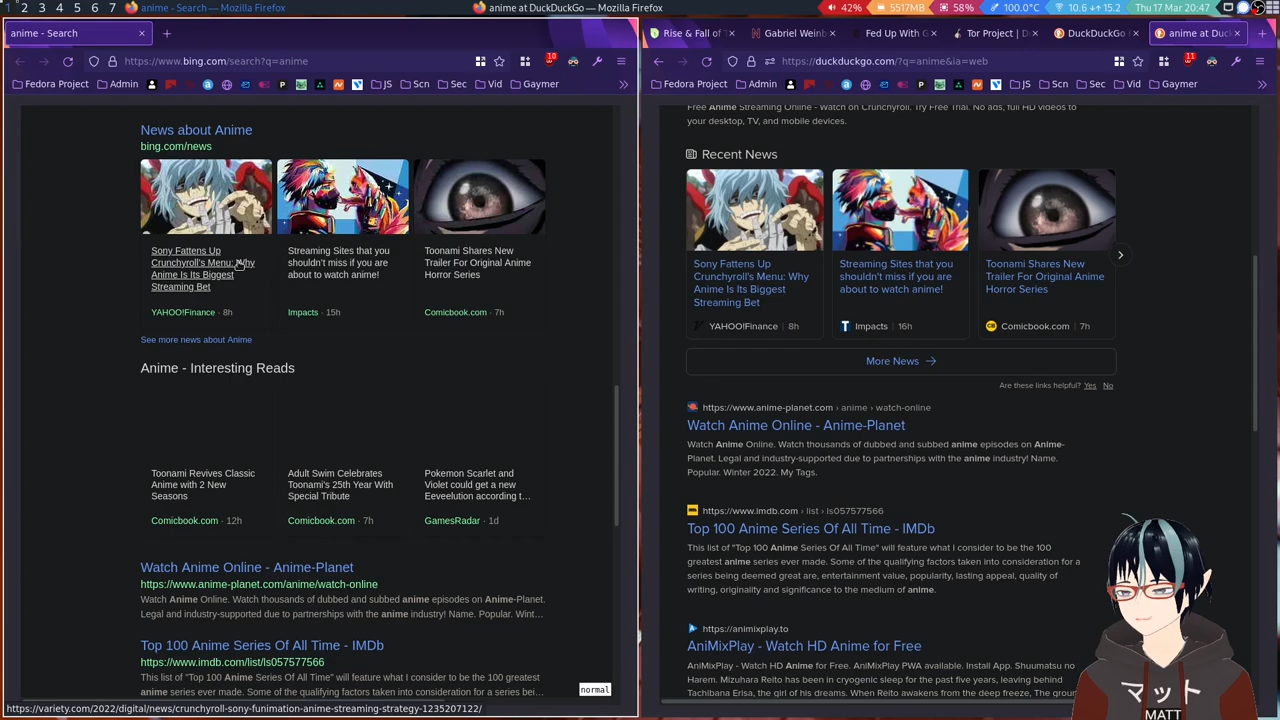 1 2 3 4 5 6 7
anime - Search — Mozilla Firefox
anime at DuckDuckGo — Mozilla Firefox
42%
5517MB
58%
100.0°C
10.6 ↓↑ 15.2
Thu 17 Mar 20:47
anime - Search
https://www.bing.com/search?q=anime
10
Fedora Project
Admin
JS
Scn
Sec
Vid
Gaymer
News about Anime
bing.com/news
Sony Fattens Up
Crunchyroll's Menu: Why
Anime Is Its Biggest
Streaming Bet
YAHOO!Finance · 8h
Streaming Sites that you
shouldn't miss if you are
about to watch anime!
Impacts · 15h
Toonami Shares New
Trailer For Original Anime
Horror Series
Comicbook.com · 7h
See more news about Anime
Anime - Interesting Reads
Toonami Revives Classic
Anime with 2 New
Seasons
Comicbook.com · 12h
Adult Swim Celebrates
Toonami's 25th Year With
Special Tribute
Comicbook.com · 7h
Pokemon Scarlet and
Violet could get a new
Eeveelution according t...
GamesRadar · 1d
Watch Anime Online - Anime-Planet
https://www.anime-planet.com/anime/watch-online
Watch Anime Online. Watch thousands of dubbed and subbed anime episodes on Anime-Planet.
Legal and industry-supported due to partnerships with the anime industry! Name. Popular. Wint...
Top 100 Anime Series Of All Time - IMDb
https://www.imdb.com/list/ls057577566
This list of "Top 100 Anime Series Of All Time" will feature what I consider to be the 100 greatest
anime series ever made. Some of the qualifying factors taken into consideration for a series bei...
normal
https://variety.com/2022/digital/news/crunchyroll-sony-funimation-anime-streaming-strategy-1235207122/
Rise & Fall of T
Gabriel Weinb
Fed Up With G
Tor Project | D
DuckDuckGo
anime at Duc
https://duckduckgo.com/?q=anime&ia=web
11
Fedora Project
Admin
JS
Scn
Sec
Vid
Gaymer
Free Anime Streaming Online - Watch on Crunchyroll. Try Free Trial. No ads, full HD videos to
your desktop, TV, and mobile devices.
Recent News
Sony Fattens Up
Crunchyroll's Menu: Why
Anime Is Its Biggest
Streaming Bet
YAHOO!Finance | 8h
Streaming Sites that you
shouldn't miss if you are
about to watch anime!
Impacts | 16h
Toonami Shares New
Trailer For Original Anime
Horror Series
Comicbook.com | 7h
More News →
Are these links helpful? Yes No
https://www.anime-planet.com › anime › watch-online
Watch Anime Online - Anime-Planet
Watch Anime Online. Watch thousands of dubbed and subbed anime episodes on Anime-
Planet. Legal and industry-supported due to partnerships with the anime industry! Name.
Popular. Winter 2022. My Tags.
https://www.imdb.com › list › ls057577566
Top 100 Anime Series Of All Time - IMDb
This list of "Top 100 Anime Series Of All Time" will feature what I consider to be the 100
greatest anime series ever made. Some of the qualifying factors taken into consideration for a
series being deemed great are, entertainment value, popularity, lasting appeal, quality of
writing, originality and significance to the medium of anime.
https://animixplay.to
AniMixPlay - Watch HD Anime for Free
AniMixPlay - Watch HD Anime for Free. AniMixPlay PWA available. Install App. Shuumatsu no
Harem. Mizuhara Reito has been in cryogenic sleep for the past five years, leaving behind
Tachibana Erisa, the girl of his dreams. When Reito awakens from the deep freeze, The
マット
MATT